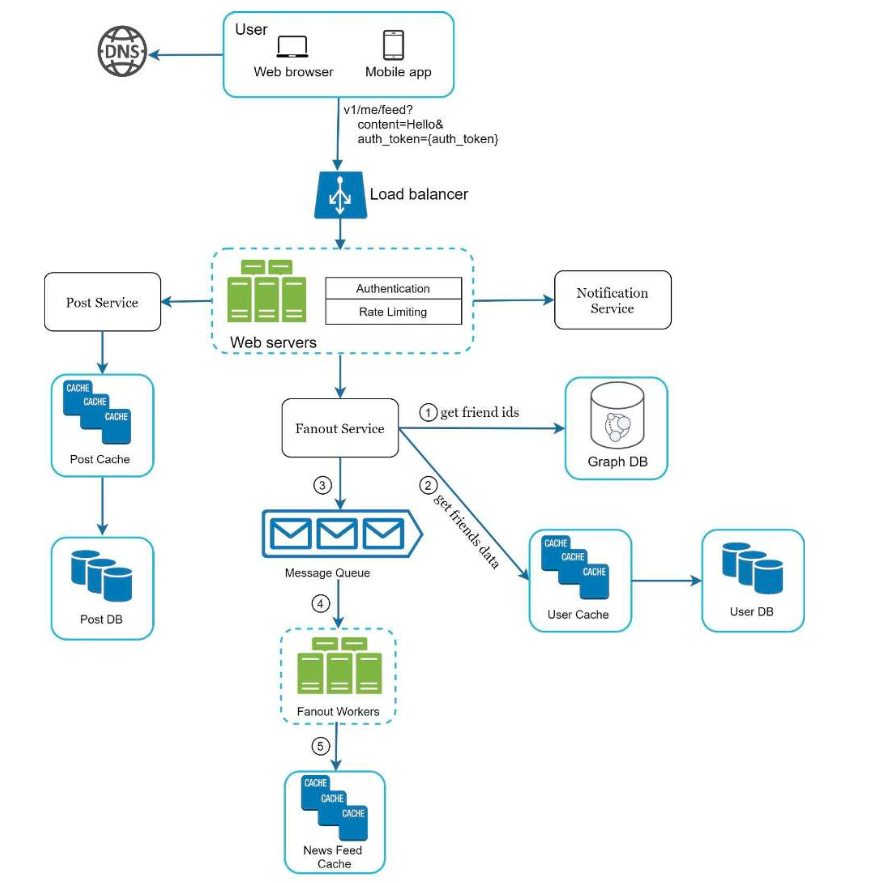 User
DNS
Web browser
Mobile app
v1/me/feed?
content=Hello&
auth_token={auth_token}
Load balancer
Authentication
Rate Limiting
Web servers
Post Service
Notification
Service
CACHE
CACHE
CACHE
Post Cache
Fanout Service
1 get friend ids
Graph DB
2 get friends data
3
Message Queue
Post DB
CACHE
CACHE
CACHE
User Cache
User DB
4
Fanout Workers
5
CACHE
CACHE
CACHE
News Feed
Cache